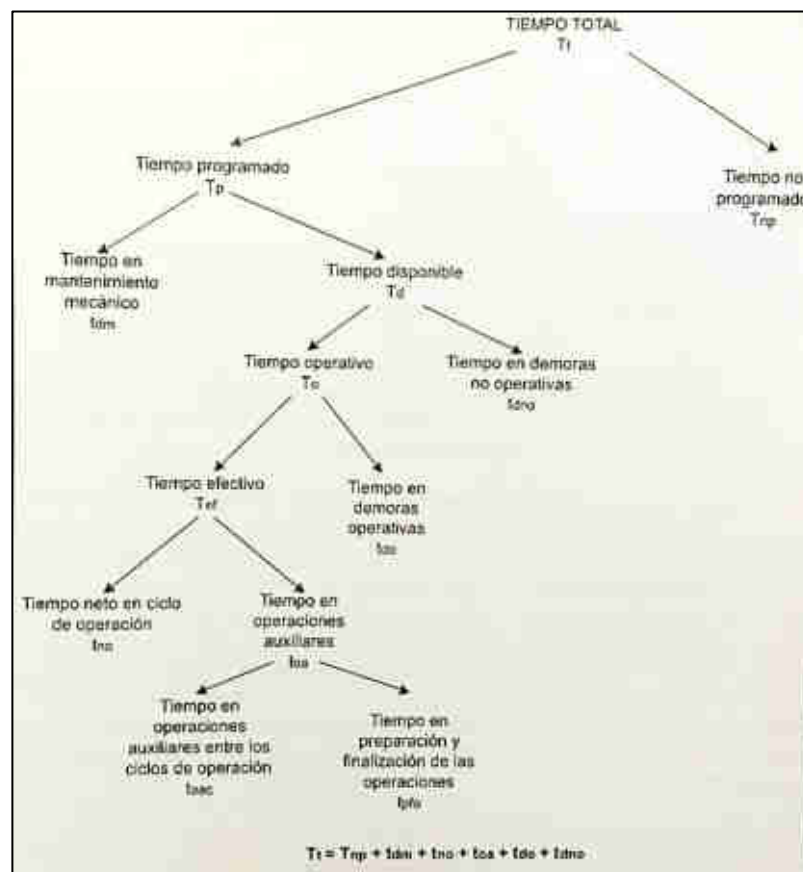 TIEMPO TOTAL
Tt
Tiempo programado
Tp
Tiempo no
programado
Tnp
Tiempo en
mantenimiento
mecánico
tdm
Tiempo disponible
Td
Tiempo operativo
To
Tiempo en demoras
no operativas
tdno
Tiempo efectivo
Tef
Tiempo en
demoras
operativas
tdo
Tiempo neto en ciclo
de operación
tno
Tiempo en
operaciones
auxiliares
toa
Tiempo en
operaciones
auxiliares entre los
ciclos de operación
taac
Tiempo en
preparación y
finalización de las
operaciones
tpfo
Tt = Tnp + tdm + tno + toa + tdo + tdno